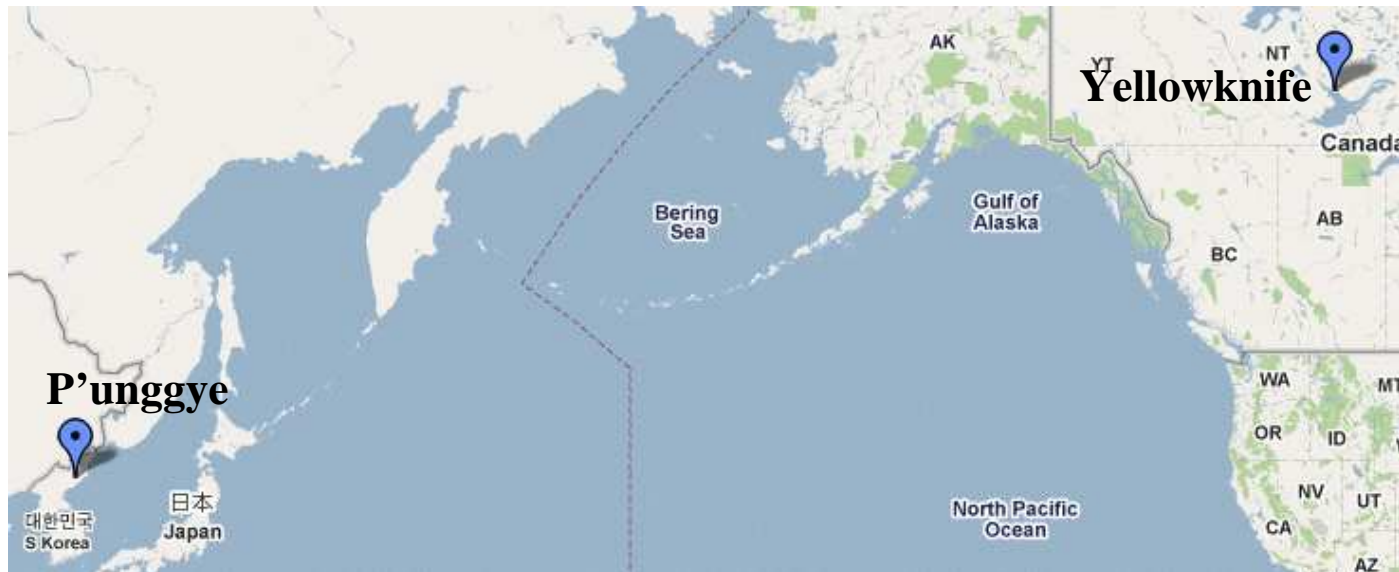 AK
NT
YT
Yellowknife
Canada
Bering
Sea
Gulf of
Alaska
AB
BC
P'unggye
WA
MT
OR
ID
日本
Japan
대한민국
S Korea
North Pacific
Ocean
NV
UT
CA
AZ